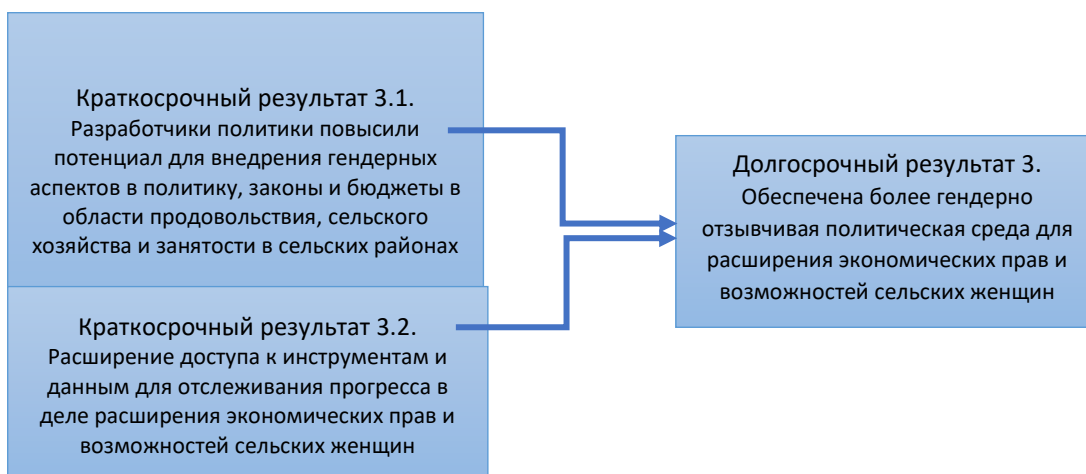 Краткосрочный результат 3.1.
Разработчики политики повысили
потенциал для внедрения гендерных
аспектов в политику, законы и бюджеты в
области продовольствия, сельского
хозяйства и занятости в сельских районах
Краткосрочный результат 3.2.
Расширение доступа к инструментам и
данным для отслеживания прогресса в
деле расширения экономических прав и
возможностей сельских женщин
Долгосрочный результат 3.
Обеспечена более гендерно
отзывчивая политическая среда для
расширения экономических прав и
возможностей сельских женщин